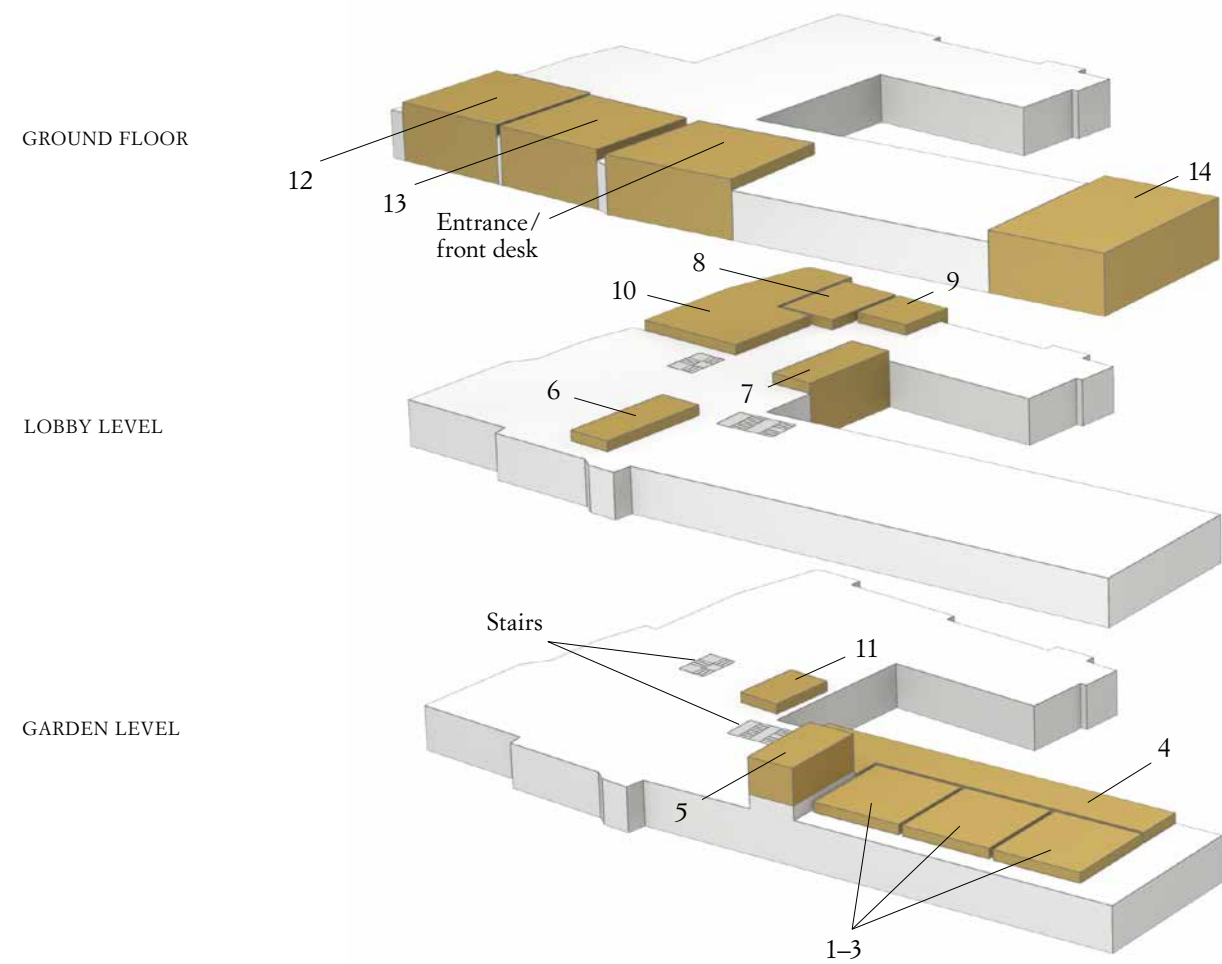 GROUND FLOOR
12
13
Entrance/
front desk
14
LOBBY LEVEL
8
9
10
7
6
GARDEN LEVEL
Stairs
11
4
5
1–3